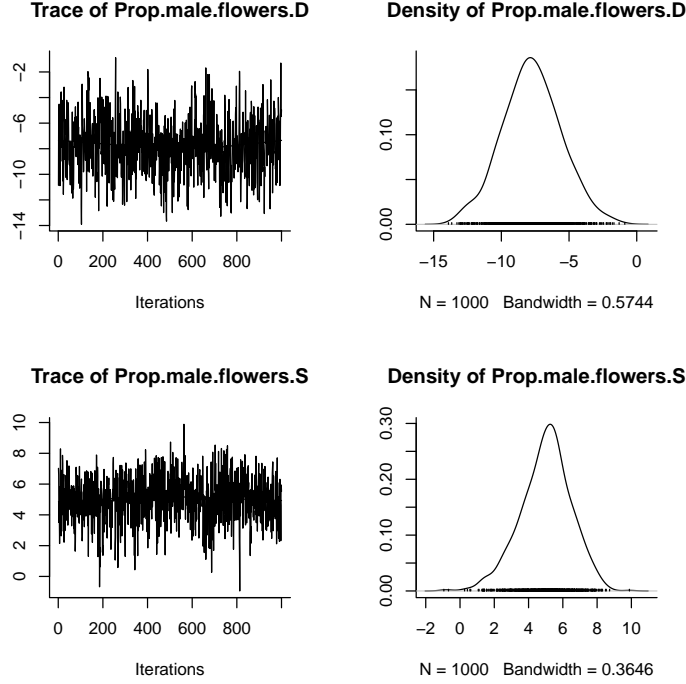 Trace of Prop.male.flowers.D
−2
−6
−10
−14
0 200 400 600 800
Iterations
Density of Prop.male.flowers.D
0.10
0.00
−15 −10 −5 0
N = 1000 Bandwidth = 0.5744
Trace of Prop.male.flowers.S
10
8
6
4
2
0
0 200 400 600 800
Iterations
Density of Prop.male.flowers.S
0.30
0.20
0.10
0.00
−2 0 2 4 6 8 10
N = 1000 Bandwidth = 0.3646